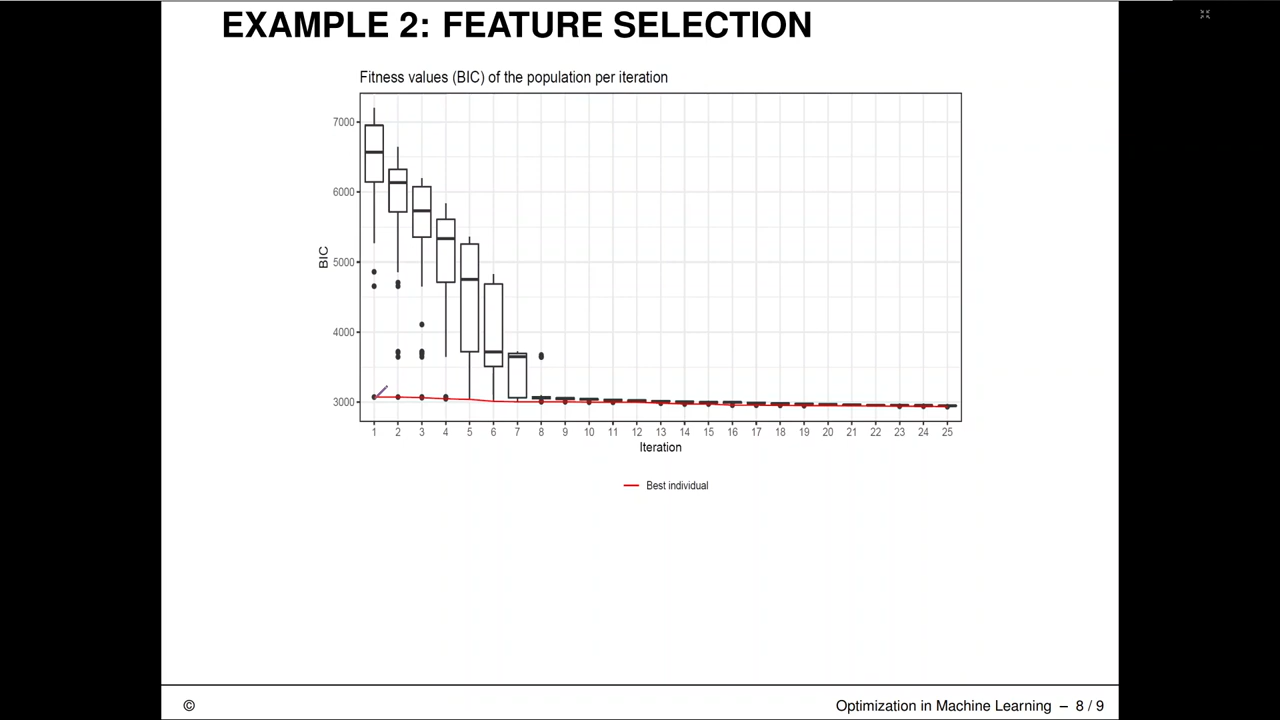 EXAMPLE 2: FEATURE SELECTION
Fitness values (BIC) of the population per iteration
7000
6000
5000
4000
3000
BIC
1 2 3 4 5 6 7 8 9 10 11 12 13 14 15 16 17 18 19 20 21 22 23 24 25
Iteration
Best individual
© Optimization in Machine Learning – 8 / 9